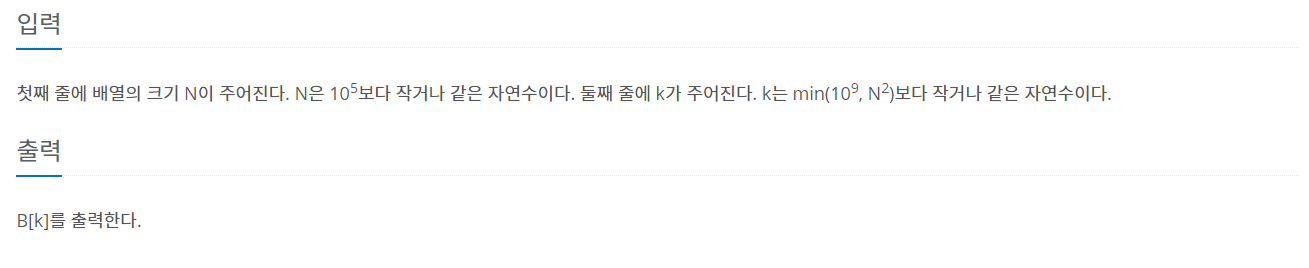 입력
첫째 줄에 배열의 크기 N이 주어진다. N은 10⁵보다 작거나 같은 자연수이다. 둘째 줄에 k가 주어진다. k는 min(10⁹, N²)보다 작거나 같은 자연수이다.
출력
B[k]를 출력한다.